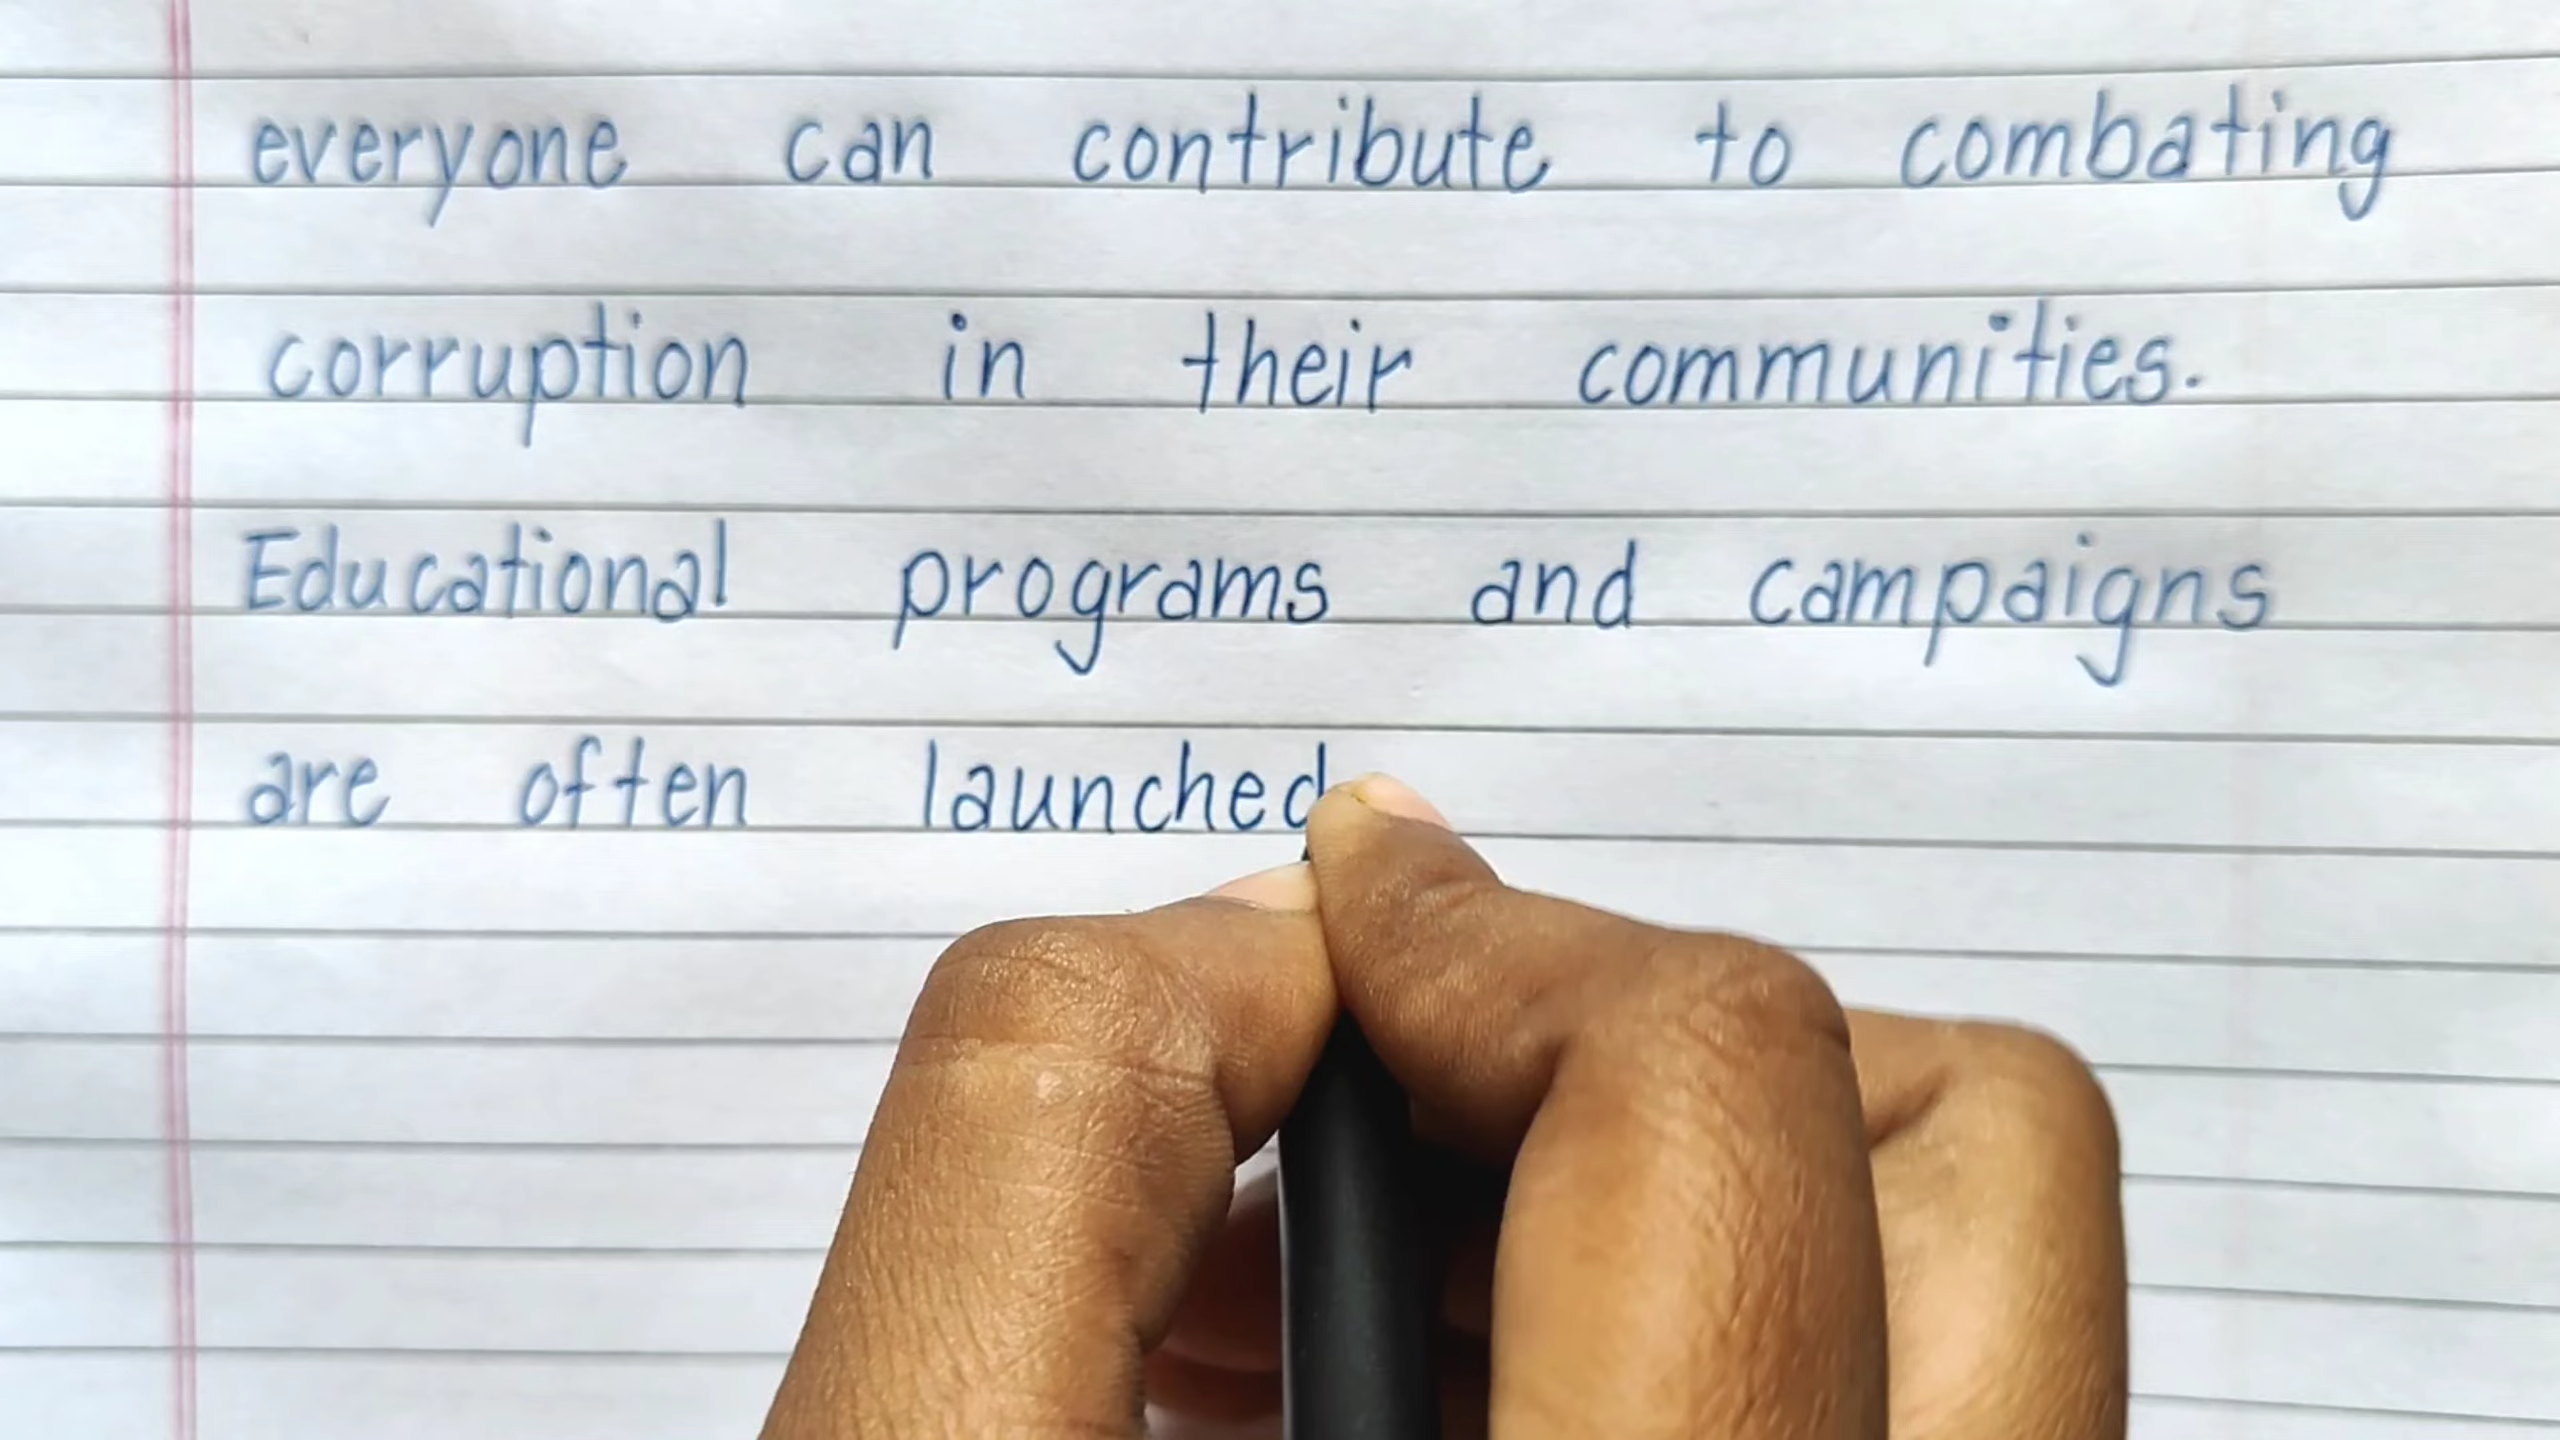 everyone can contribute to combating
corruption in their communities.
Educational programs and campaigns
are often launched